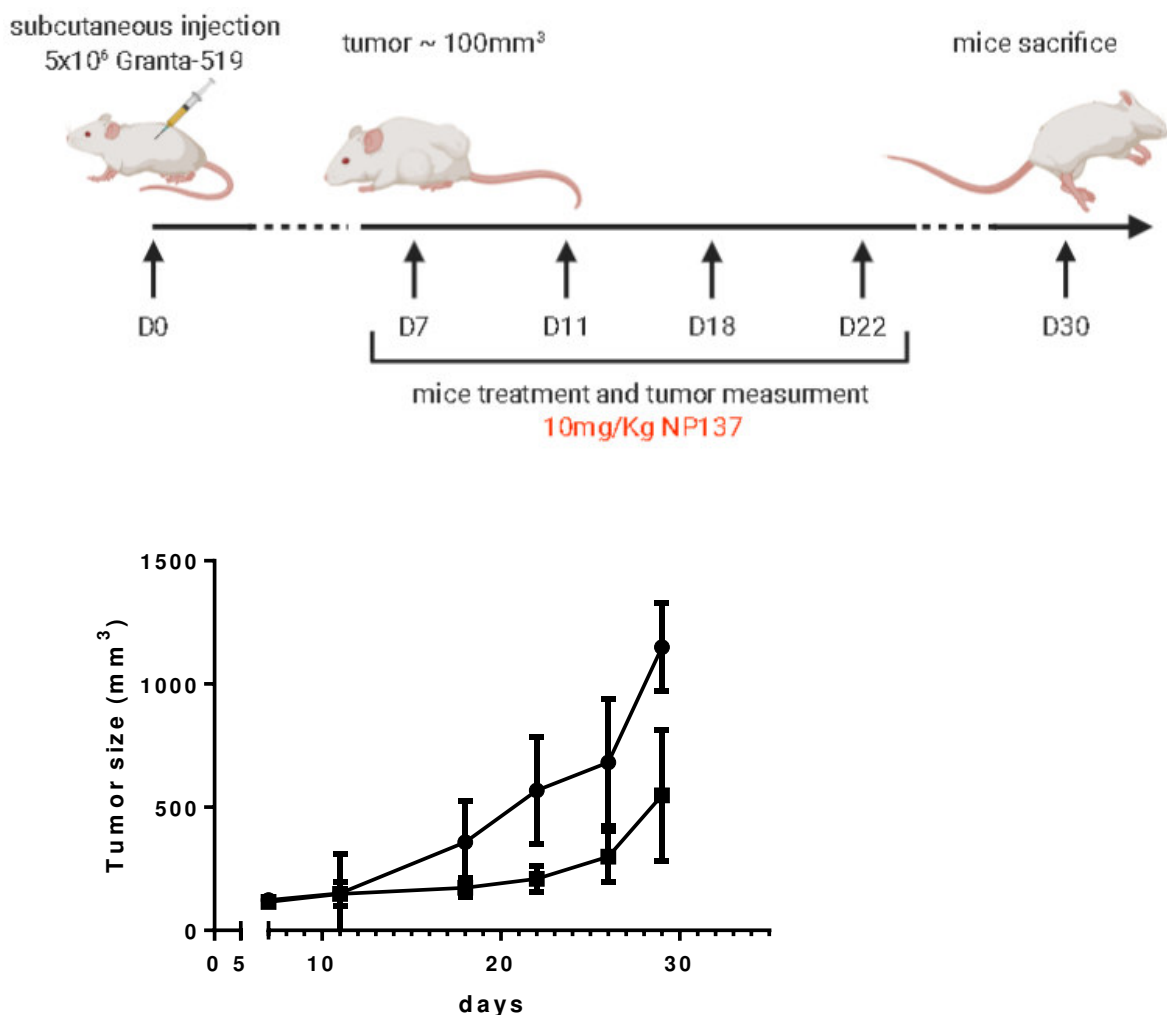 subcutaneous injection
5x10⁶ Granta-519
tumor ~ 100mm³
mice sacrifice
D0
D7
D11
D18
D22
D30
mice treatment and tumor measurment
10mg/Kg NP137
1500
1000
500
0
Tumor size (mm³)
0 5 10 20 30
days